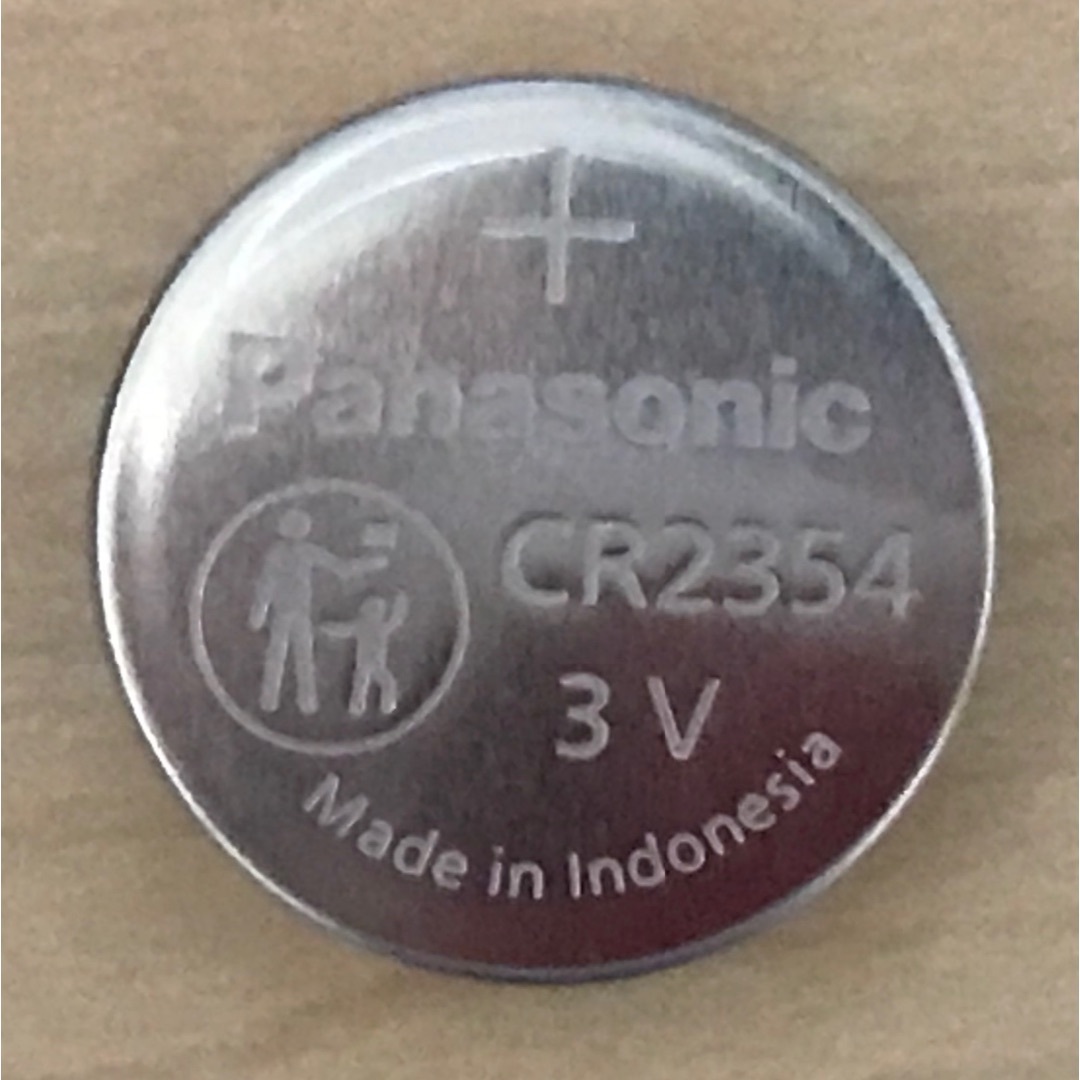 +
Panasonic
CR2354
3 V
Made in Indonesia